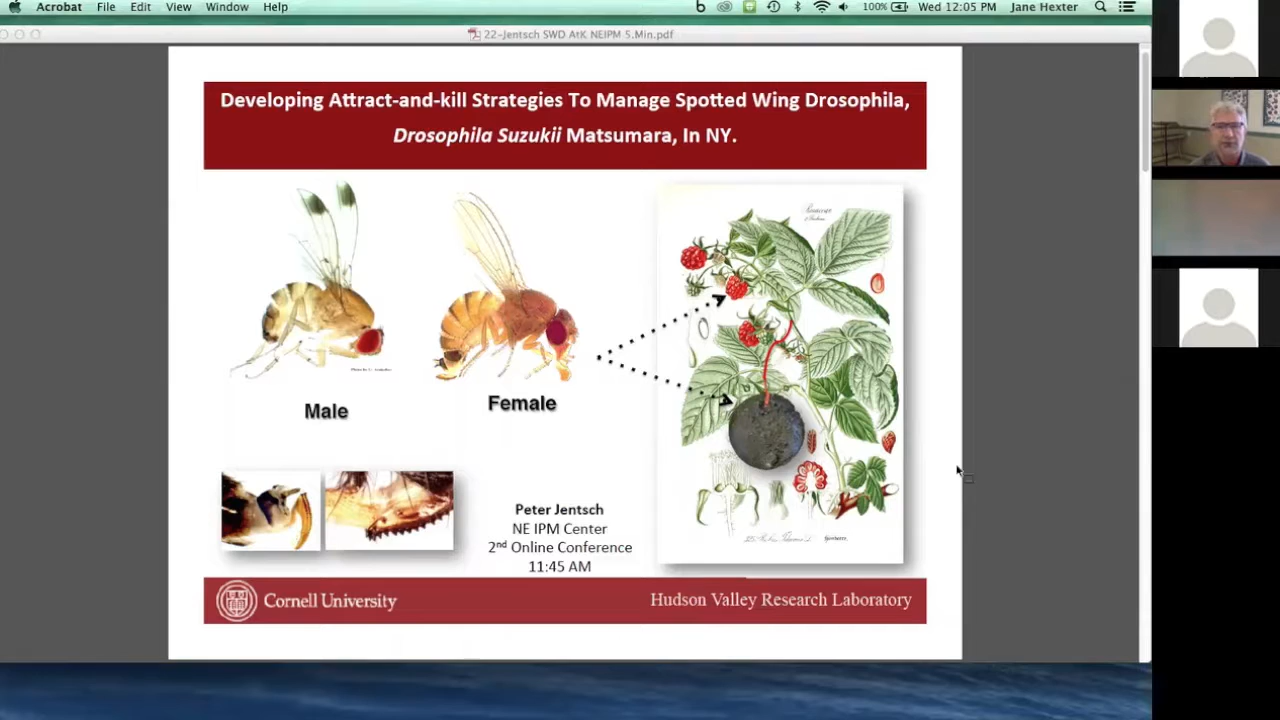 Acrobat File Edit View Window Help 100% Wed 12:05 PM Jane Hexter
22-Jentsch SWD AtK NEIPM 5.Min.pdf
Developing Attract-and-kill Strategies To Manage Spotted Wing Drosophila,
Drosophila Suzukii Matsumara, In NY.
Male
Female
Peter Jentsch
NE IPM Center
2nd Online Conference
11:45 AM
Cornell University
Hudson Valley Research Laboratory